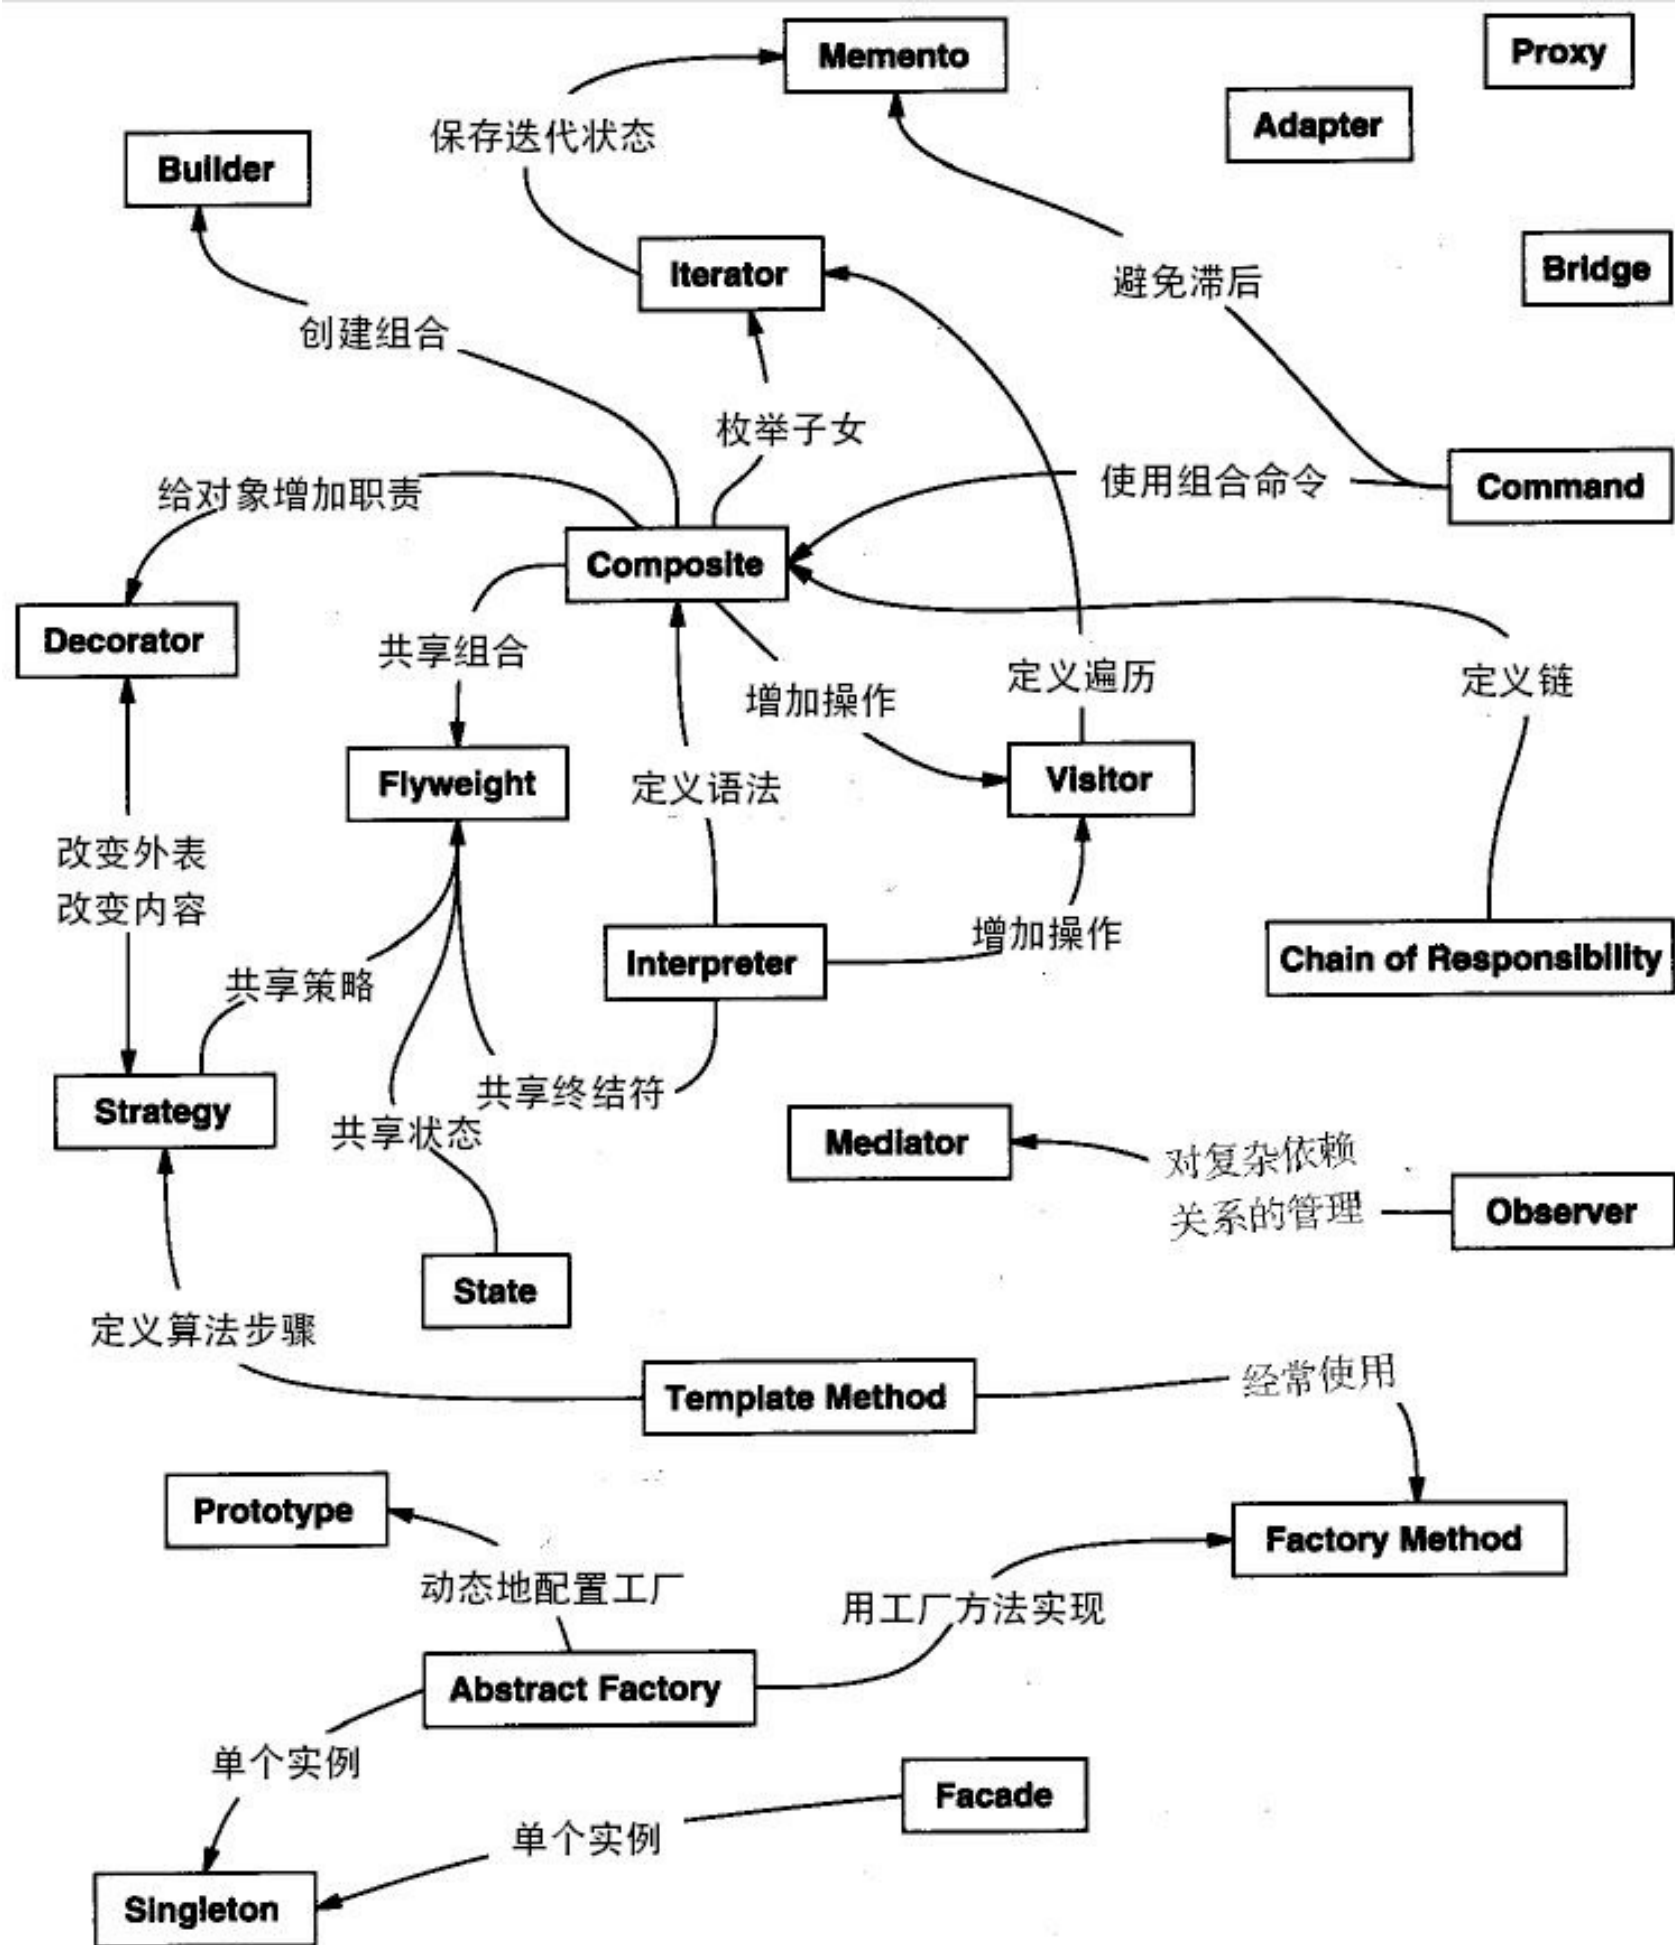 Memento
Proxy
Adapter
保存迭代状态
Builder
Iterator
避免滞后
Bridge
创建组合
枚举子女
给对象增加职责
使用组合命令
Command
Composite
Decorator
共享组合
增加操作
定义遍历
定义链
Flyweight
定义语法
Visitor
改变外表
改变内容
共享策略
Interpreter
增加操作
Chain of Responsibility
Strategy
共享终结符
共享状态
Mediator
对复杂依赖
关系的管理
Observer
State
定义算法步骤
Template Method
经常使用
Prototype
Factory Method
动态地配置工厂
用工厂方法实现
Abstract Factory
单个实例
Facade
单个实例
Singleton